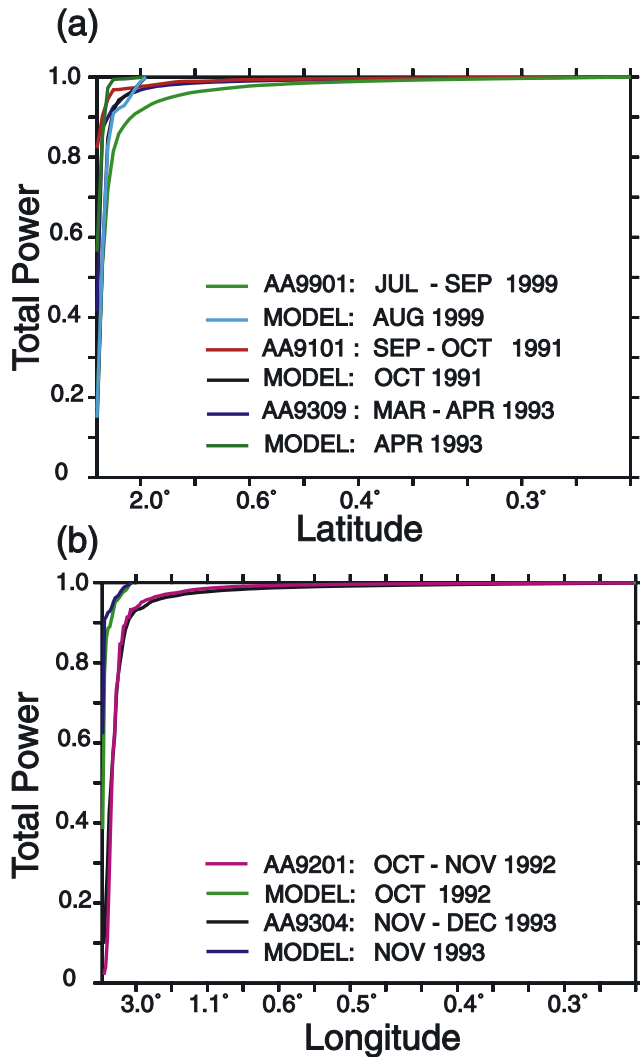 (a)
1.0
0.8
0.6
0.4
0.2
0
Total Power
AA9901: JUL - SEP 1999
MODEL: AUG 1999
AA9101 : SEP - OCT 1991
MODEL: OCT 1991
AA9309 : MAR - APR 1993
MODEL: APR 1993
2.0° 0.6° 0.4° 0.3°
Latitude
(b)
1.0
0.8
0.6
0.4
0.2
0
Total Power
AA9201: OCT - NOV 1992
MODEL: OCT 1992
AA9304: NOV - DEC 1993
MODEL: NOV 1993
3.0° 1.1° 0.6° 0.5° 0.4° 0.3°
Longitude